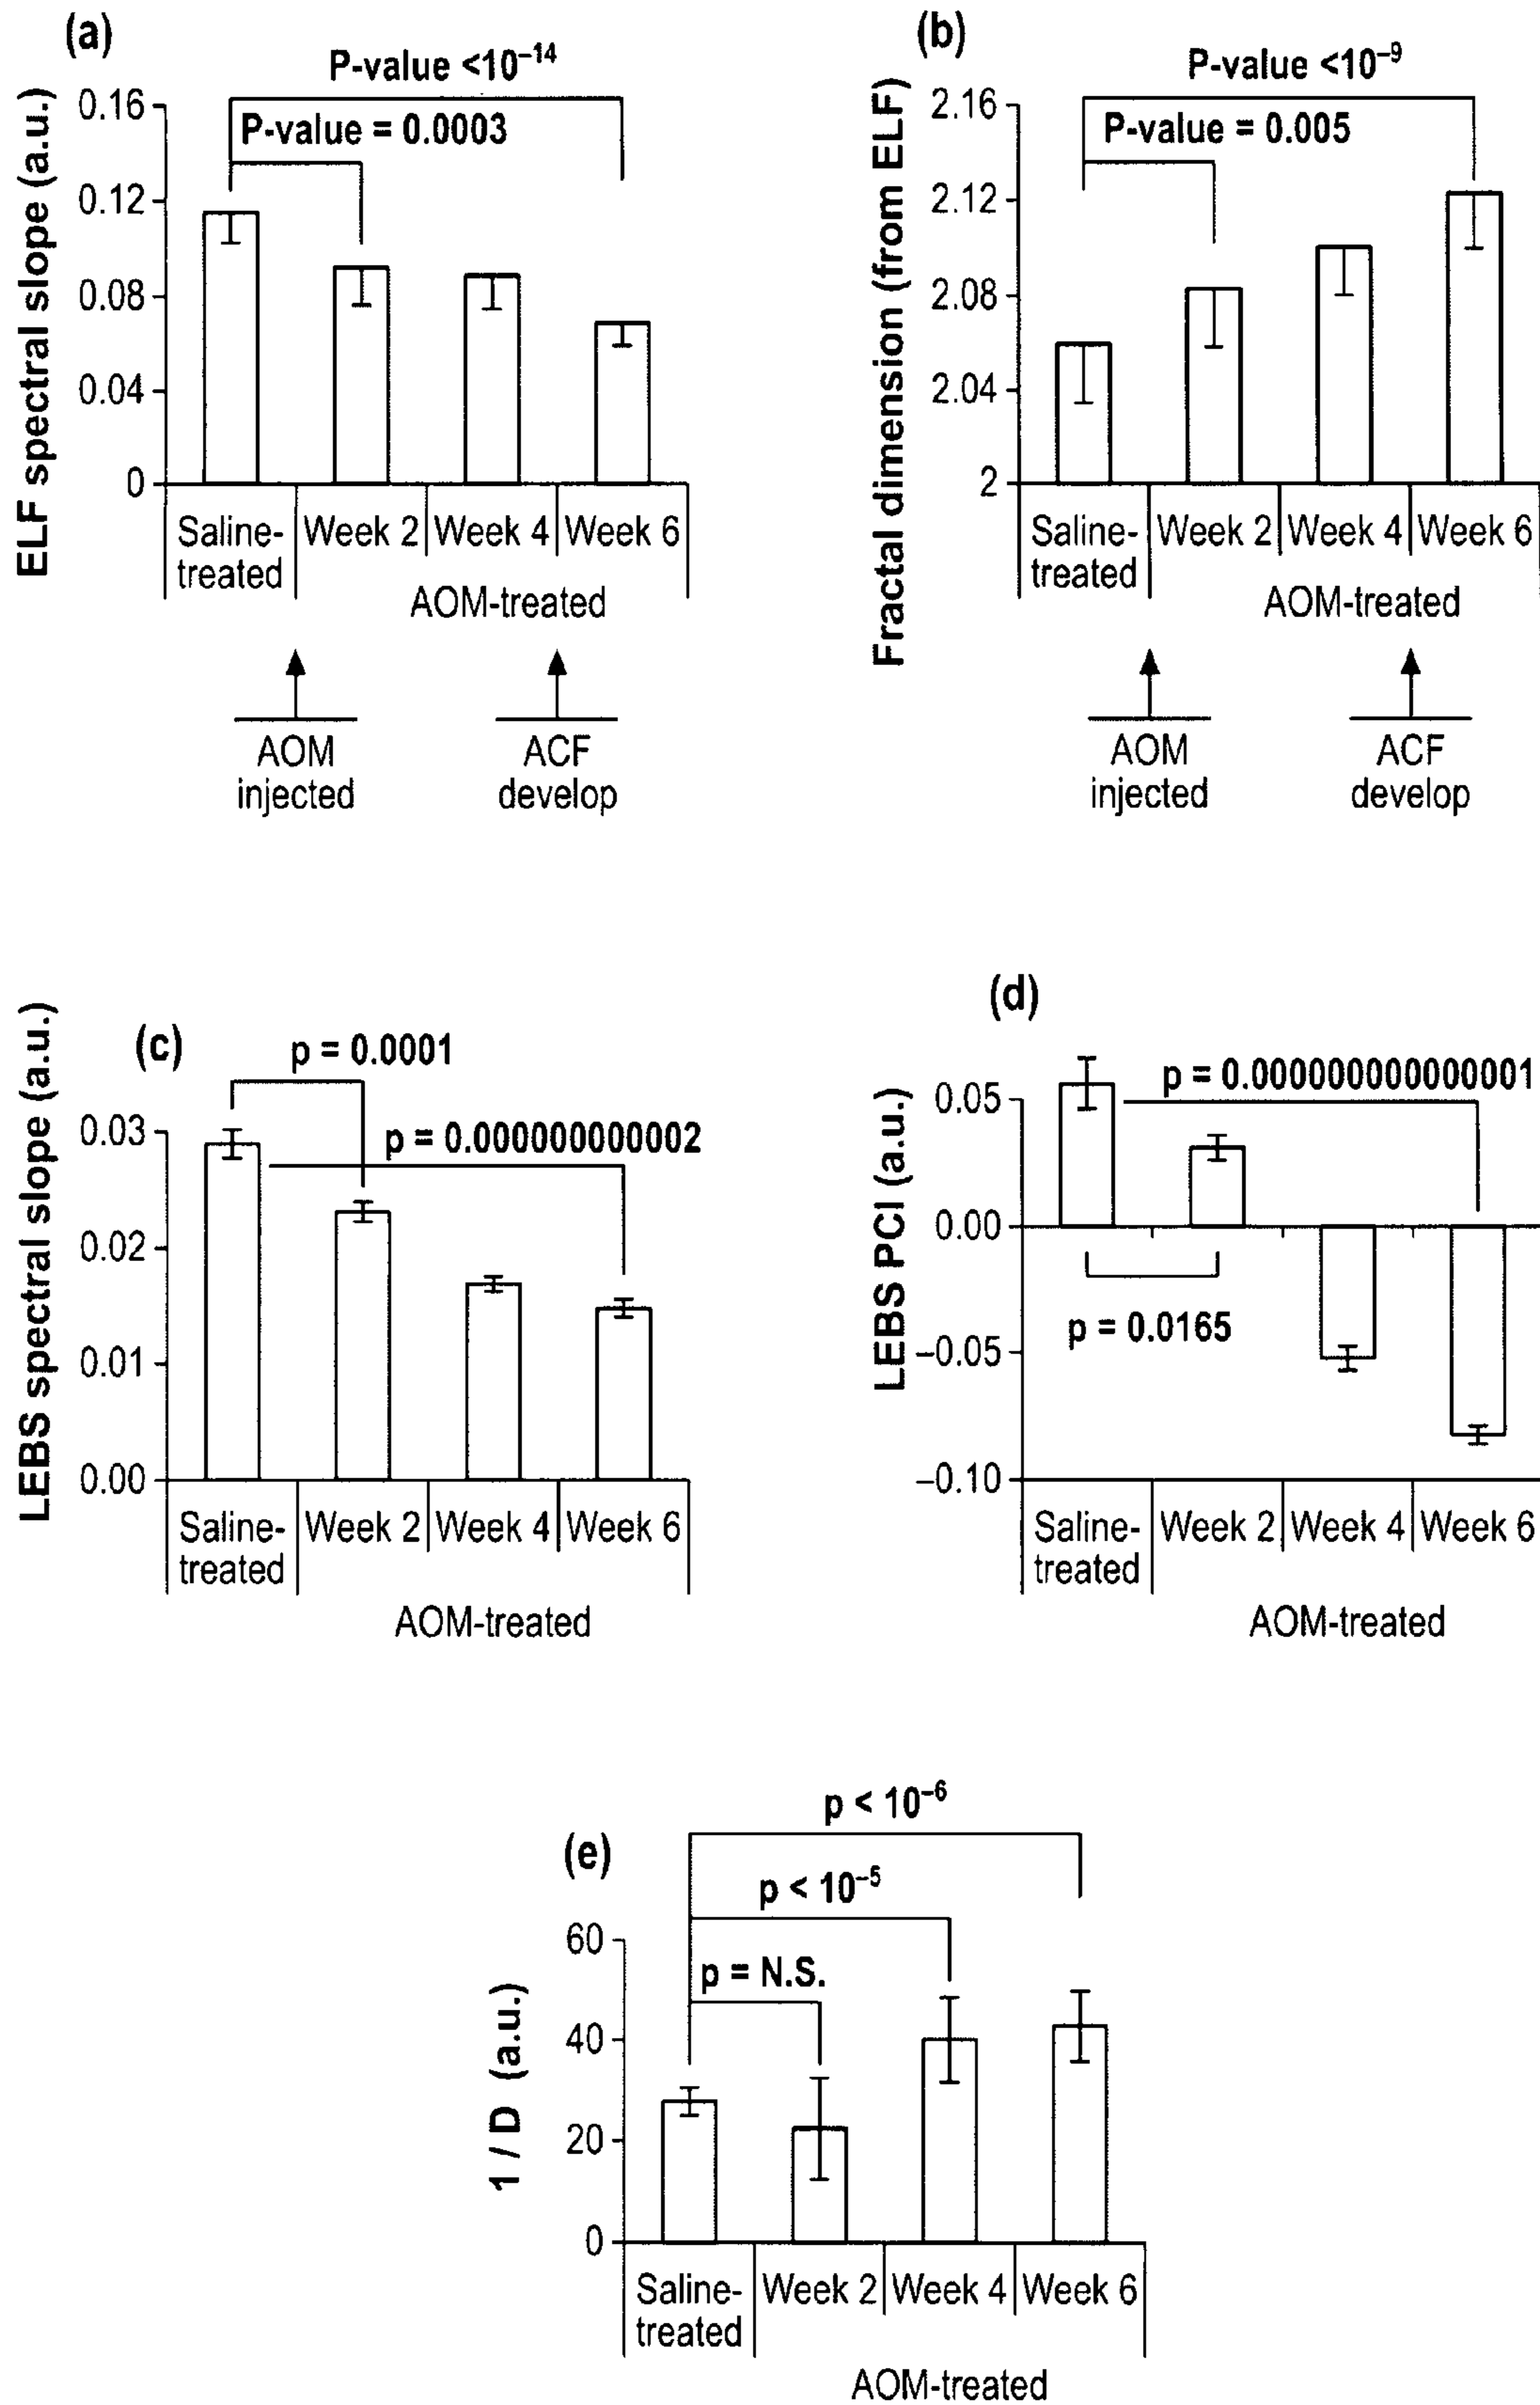 (a)
P-value <10⁻¹⁴
P-value = 0.0003
ELF spectral slope (a.u.)
0.16
0.12
0.08
0.04
0
Saline-
treated
Week 2
Week 4
Week 6
AOM-treated
AOM
injected
ACF
develop
(b)
P-value <10⁻⁹
P-value = 0.005
Fractal dimension (from ELF)
2.16
2.12
2.08
2.04
2
Saline-
treated
Week 2
Week 4
Week 6
AOM-treated
AOM
injected
ACF
develop
(c)
p = 0.0001
p = 0.000000000002
LEBS spectral slope (a.u.)
0.03
0.02
0.01
0.00
Saline-
treated
Week 2
Week 4
Week 6
AOM-treated
(d)
p = 0.000000000000001
LEBS PCI (a.u.)
0.05
0.00
–0.05
–0.10
p = 0.0165
Saline-
treated
Week 2
Week 4
Week 6
AOM-treated
(e)
p < 10⁻⁶
p < 10⁻⁵
p = N.S.
1 / D (a.u.)
60
40
20
0
Saline-
treated
Week 2
Week 4
Week 6
AOM-treated